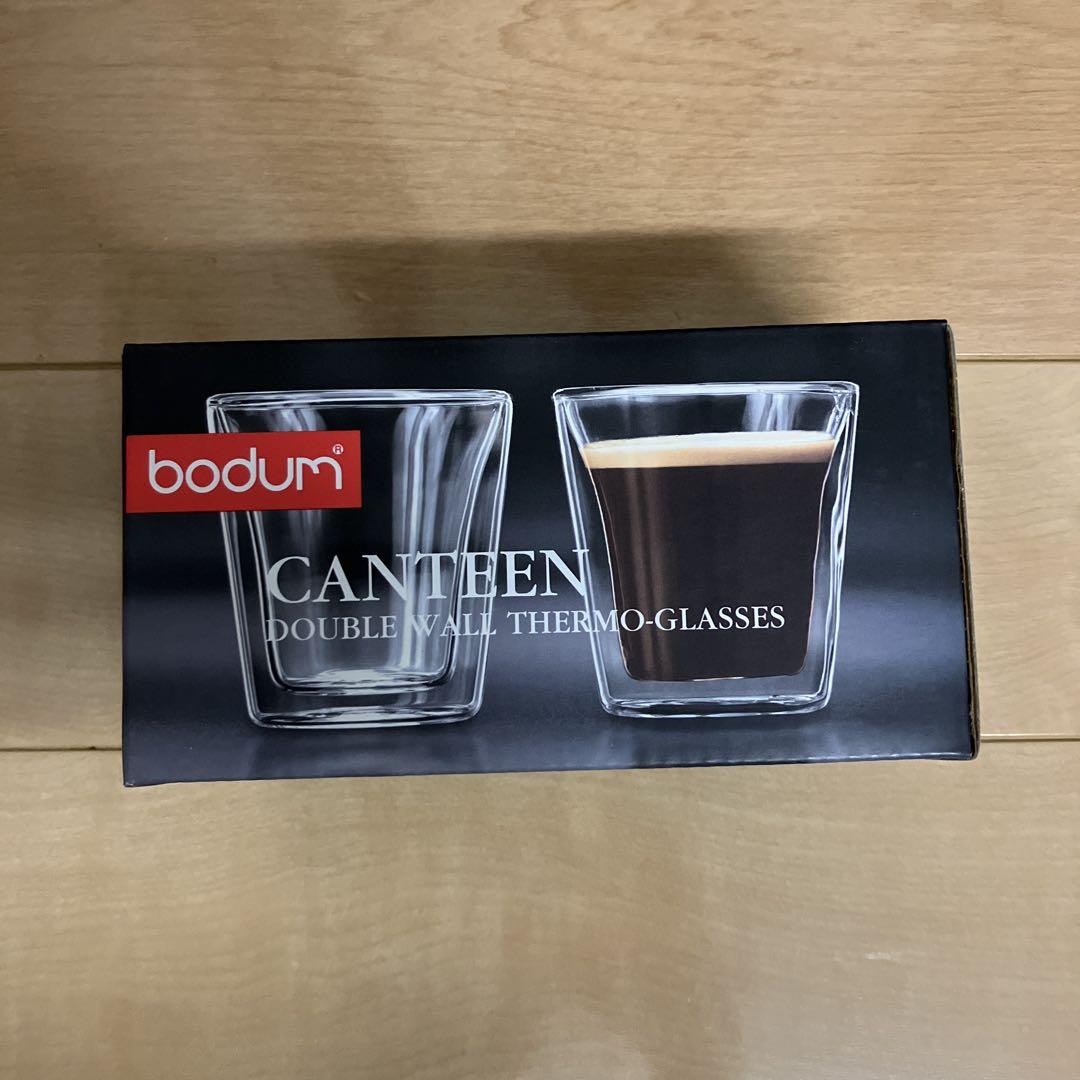 bodum®
CANTEEN
DOUBLE WALL THERMO-GLASSES